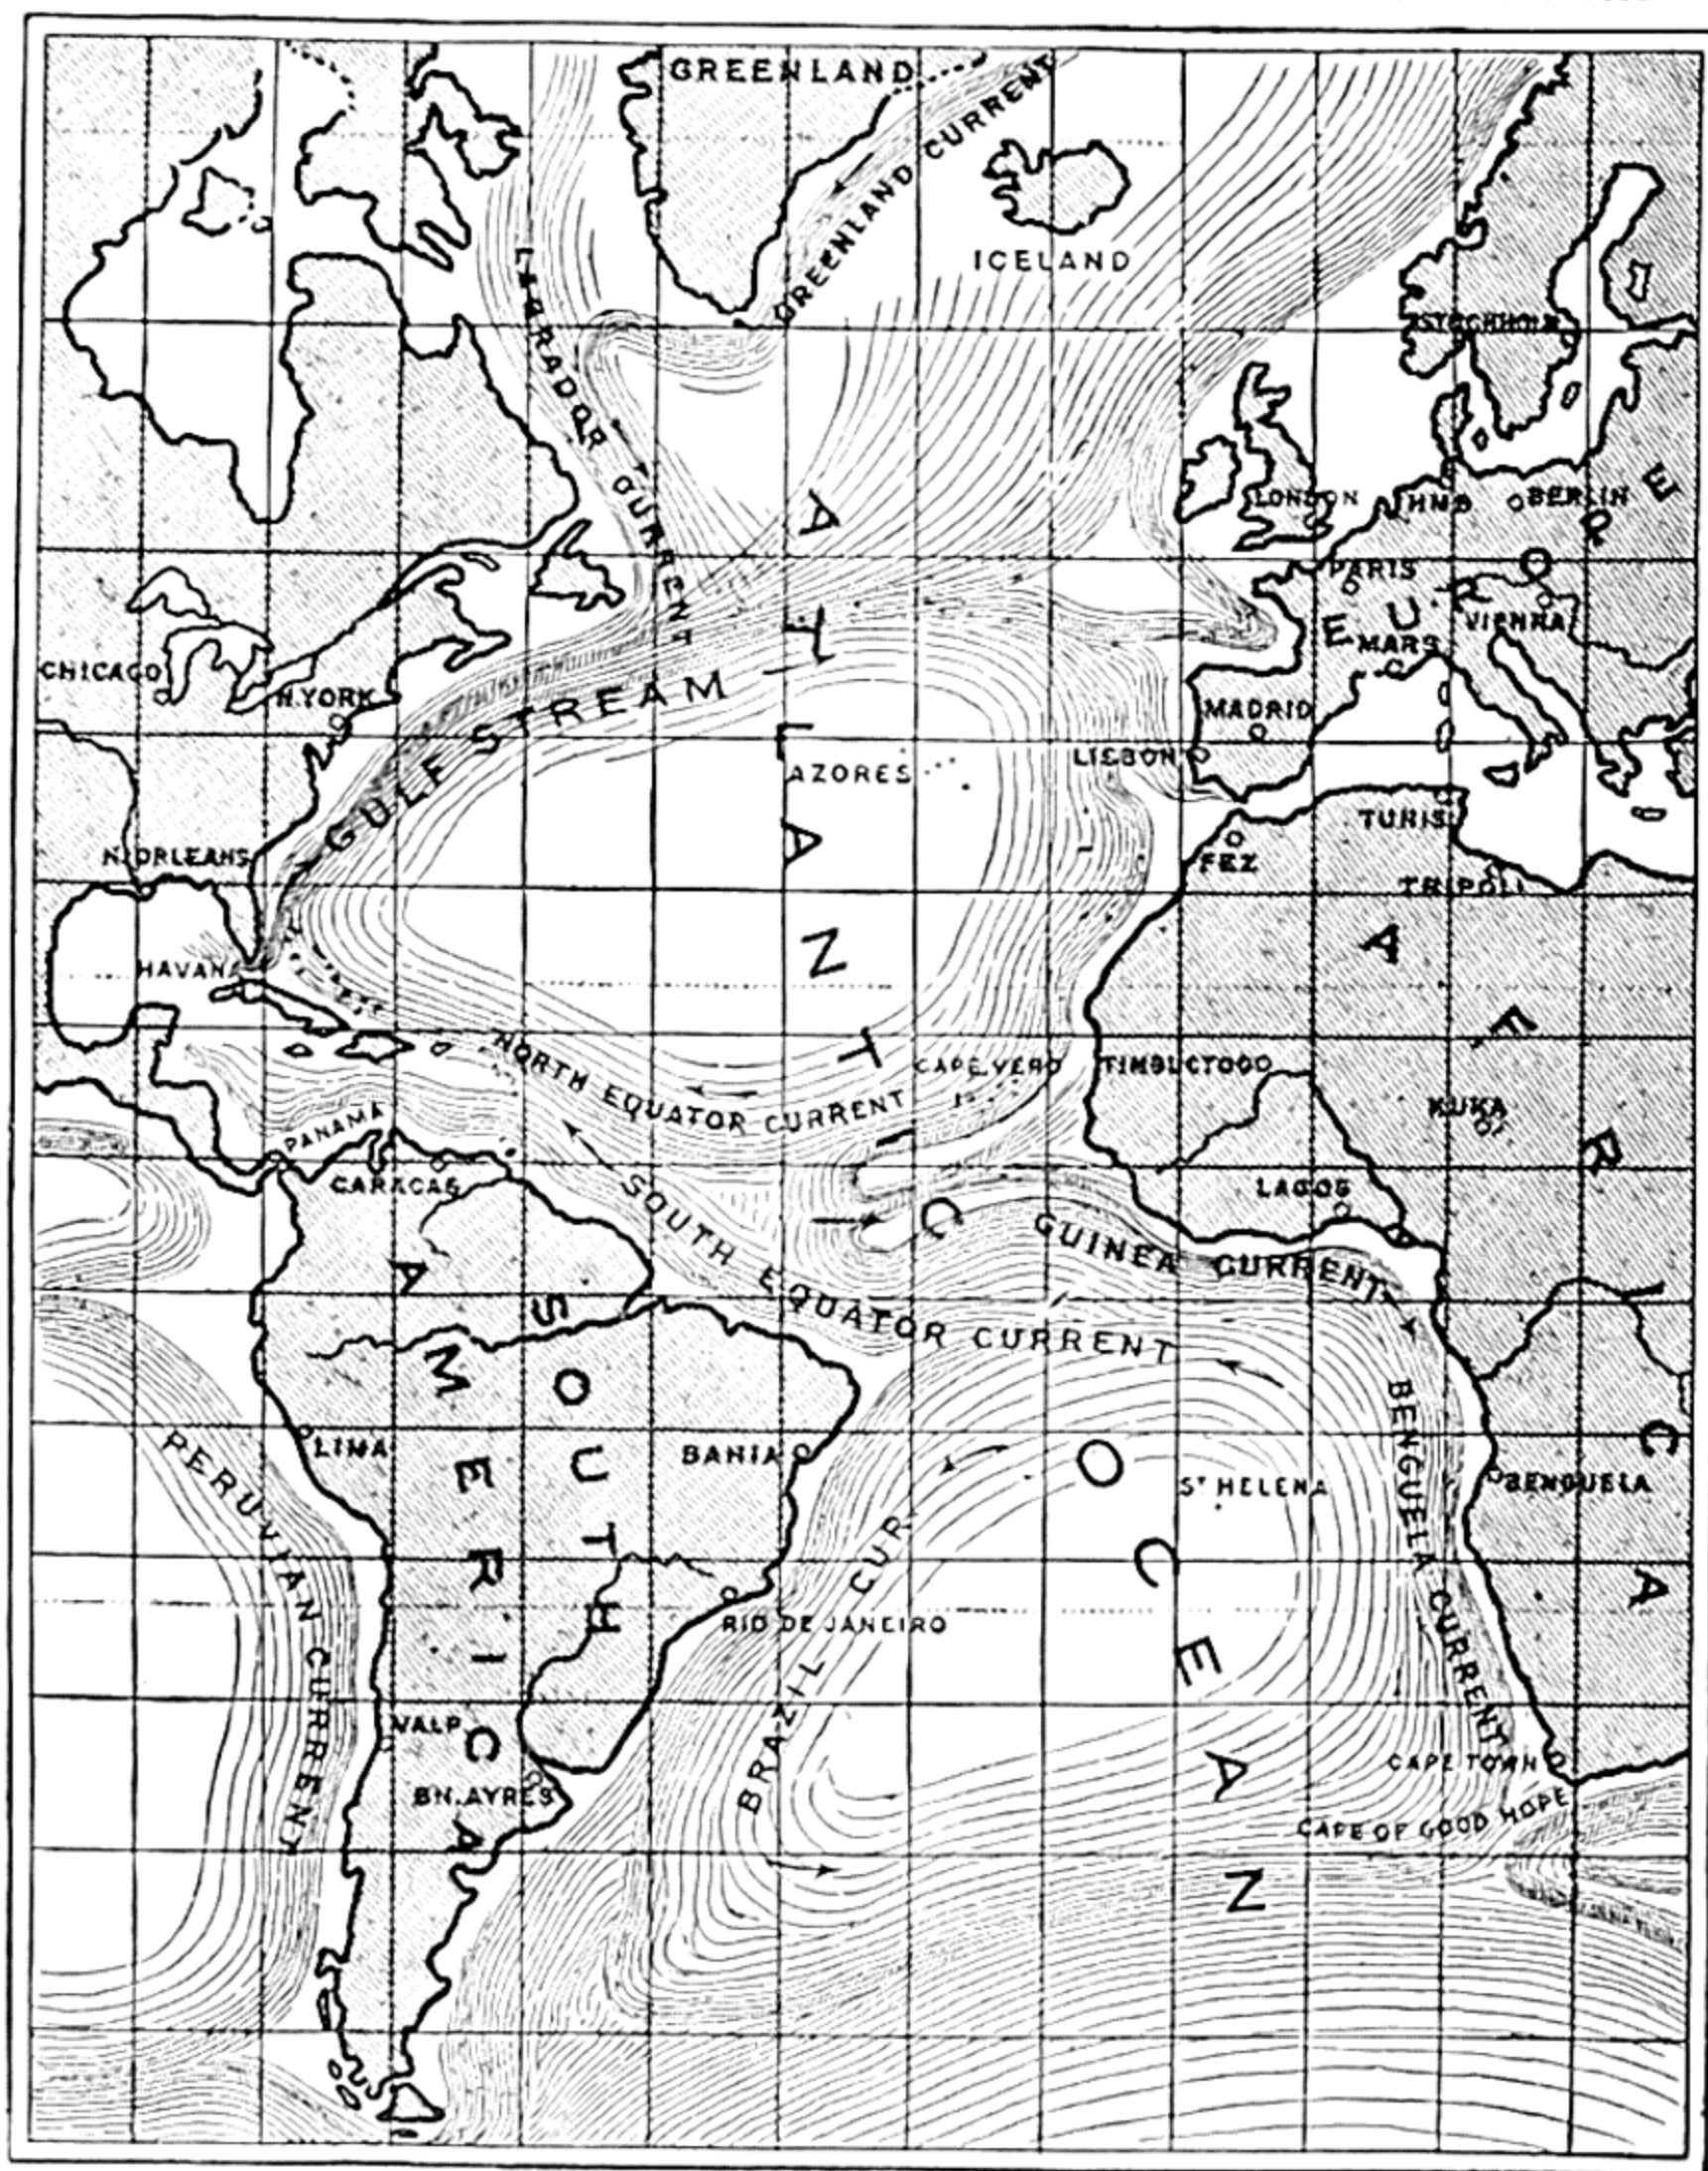 GREENLAND
GREENLAND CURRENT
ICELAND
LABRADOR CURRENT
STOCKHOLM
LONDON
HMB
BERLIN
PARIS
VIENNA
EUROPE
MARS
CHICAGO
N.YORK
GULF STREAM
MADRID
LISBON
AZORES
N.ORLEANS
TUNIS
FEZ
TRIPOLI
HAVANA
ATLANTIC OCEAN
NORTH EQUATOR CURRENT
CAPE VERD
TIMBUCTOOO
KUKA
AFRICA
PANAMA
CARACAS
SOUTH EQUATOR CURRENT
LAGOS
GUINEA CURRENT
SOUTH AMERICA
LIMA
BAHIA
ST HELENA
BENGUELA
BENGUELA CURRENT
PERUVIAN CURRENT
BRAZIL CUR.
RIO DE JANEIRO
VALP.
BN.AYRES
CAPE TOWN
CAPE OF GOOD HOPE